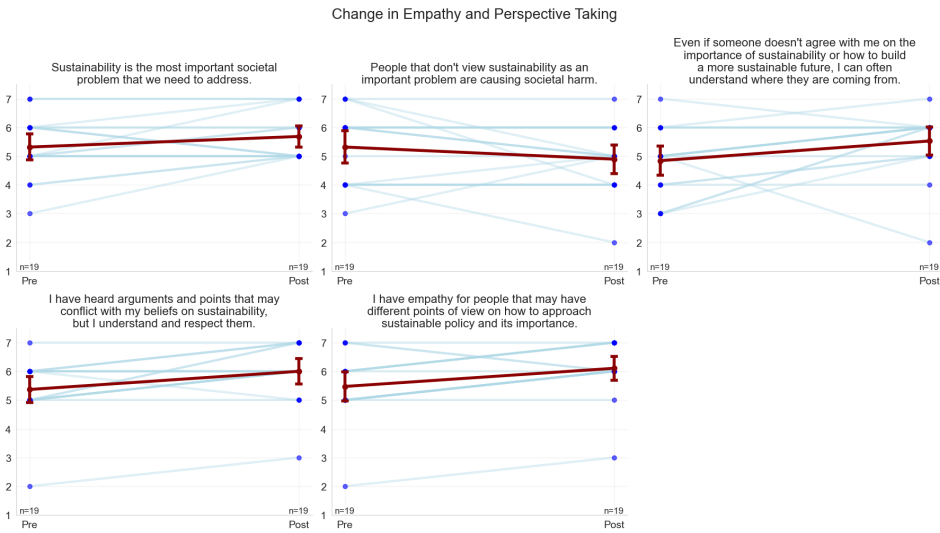 Change in Empathy and Perspective Taking
Sustainability is the most important societal
problem that we need to address.
7
6
5
4
3
2
1
n=19
n=19
Pre
Post
People that don't view sustainability as an
important problem are causing societal harm.
7
6
5
4
3
2
1
n=19
n=19
Pre
Post
Even if someone doesn't agree with me on the
importance of sustainability or how to build
a more sustainable future, I can often
understand where they are coming from.
7
6
5
4
3
2
1
n=19
n=19
Pre
Post
I have heard arguments and points that may
conflict with my beliefs on sustainability,
but I understand and respect them.
7
6
5
4
3
2
1
n=19
n=19
Pre
Post
I have empathy for people that may have
different points of view on how to approach
sustainable policy and its importance.
7
6
5
4
3
2
1
n=19
n=19
Pre
Post